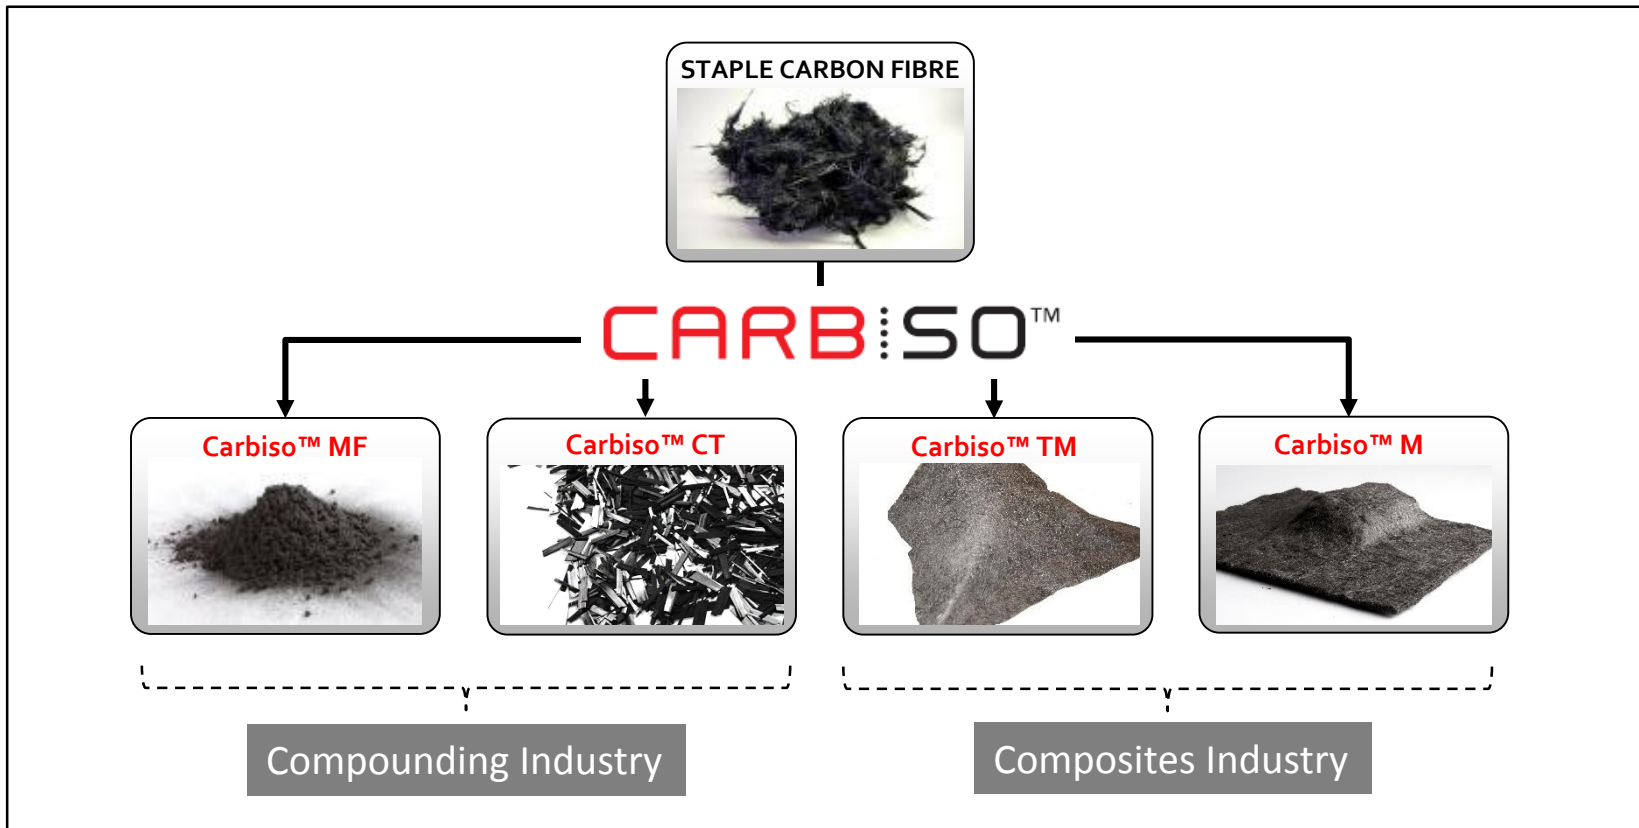 STAPLE CARBON FIBRE
CARBISO™
Carbiso™ MF
Carbiso™ CT
Carbiso™ TM
Carbiso™ M
Compounding Industry
Composites Industry